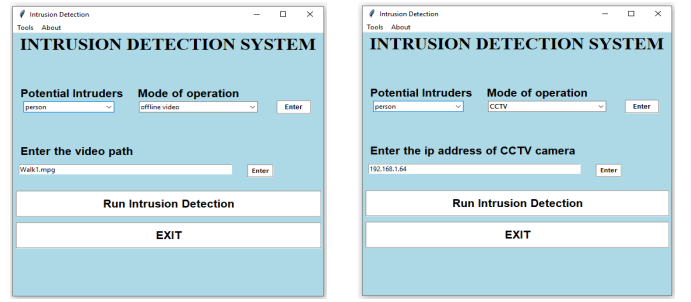 Intrusion Detection
Tools About
INTRUSION DETECTION SYSTEM
Potential Intruders Mode of operation
person offline video Enter
Enter the video path
Walk1.mpg Enter
Run Intrusion Detection
EXIT
Intrusion Detection
Tools About
INTRUSION DETECTION SYSTEM
Potential Intruders Mode of operation
person CCTV Enter
Enter the ip address of CCTV camera
192.168.1.64 Enter
Run Intrusion Detection
EXIT